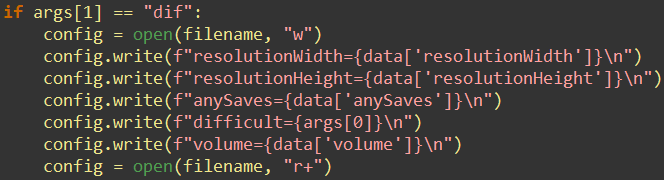 if args[1] == "dif":
    config = open(filename, "w")
    config.write(f"resolutionWidth={data['resolutionWidth']}\n")
    config.write(f"resolutionHeight={data['resolutionHeight']}\n")
    config.write(f"anySaves={data['anySaves']}\n")
    config.write(f"difficult={args[0]}\n")
    config.write(f"volume={data['volume']}\n")
    config = open(filename, "r+")